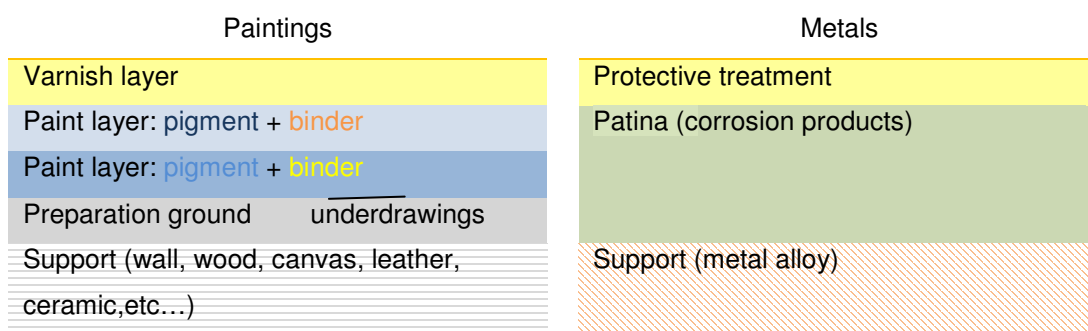 Paintings
Varnish layer
Paint layer: pigment + binder
Paint layer: pigment + binder
Preparation ground underdrawings
Support (wall, wood, canvas, leather,
ceramic,etc…)
Metals
Protective treatment
Patina (corrosion products)
Support (metal alloy)